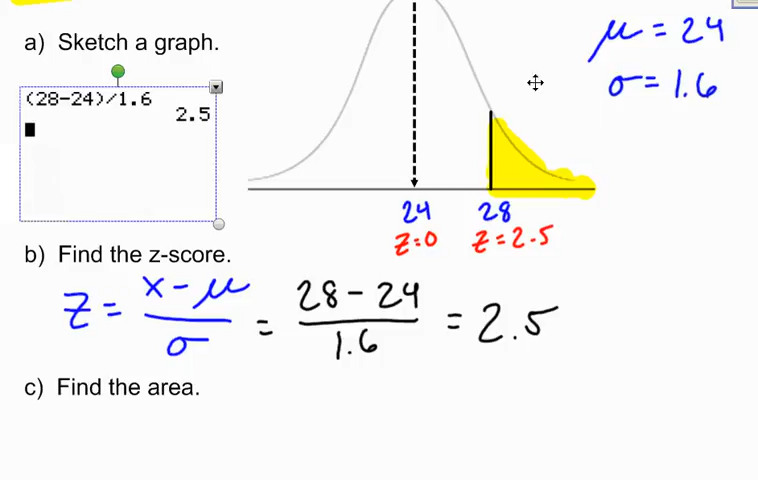 a) Sketch a graph.
μ = 24
σ = 1.6
(28-24)/1.6
2.5
24 28
z=0 z=2.5
b) Find the z-score.
z = x-μ/σ = 28-24/1.6 = 2.5
c) Find the area.